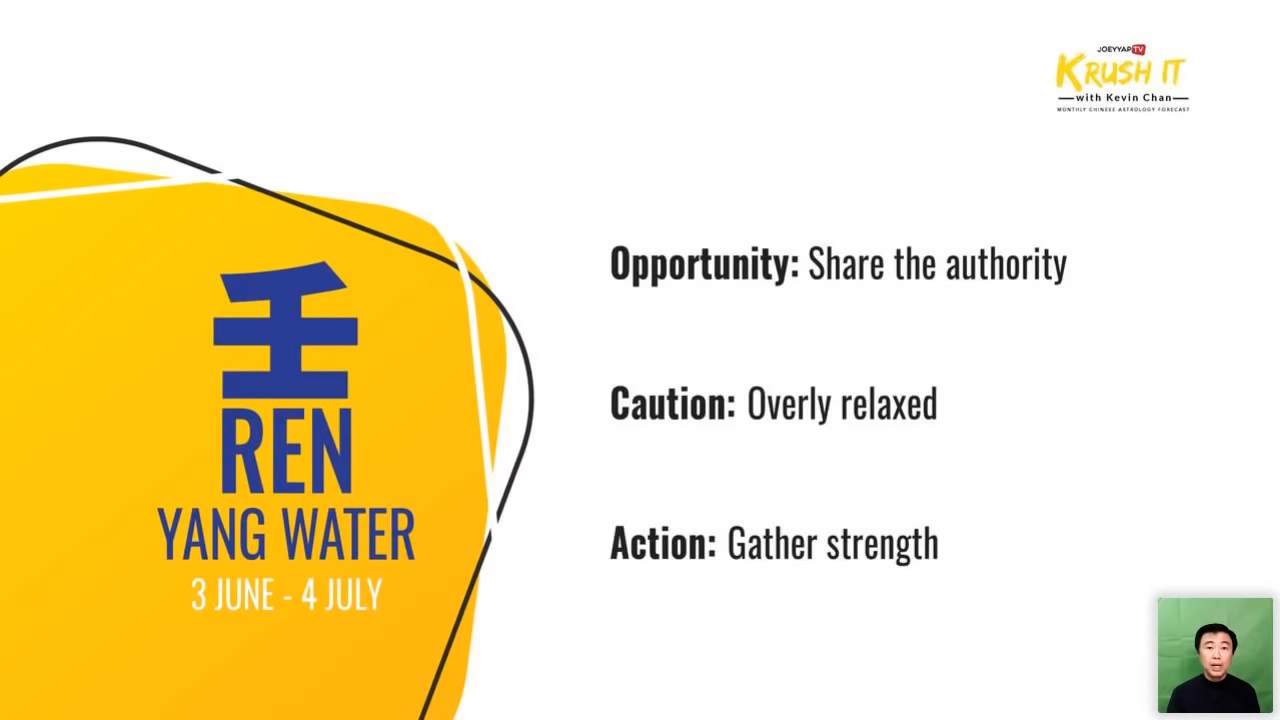 JOEYYAP TV
KRUSH IT
with Kevin Chan
MONTHLY CHINESE ASTROLOGY FORECAST
壬
REN
YANG WATER
3 JUNE - 4 JULY
Opportunity: Share the authority
Caution: Overly relaxed
Action: Gather strength